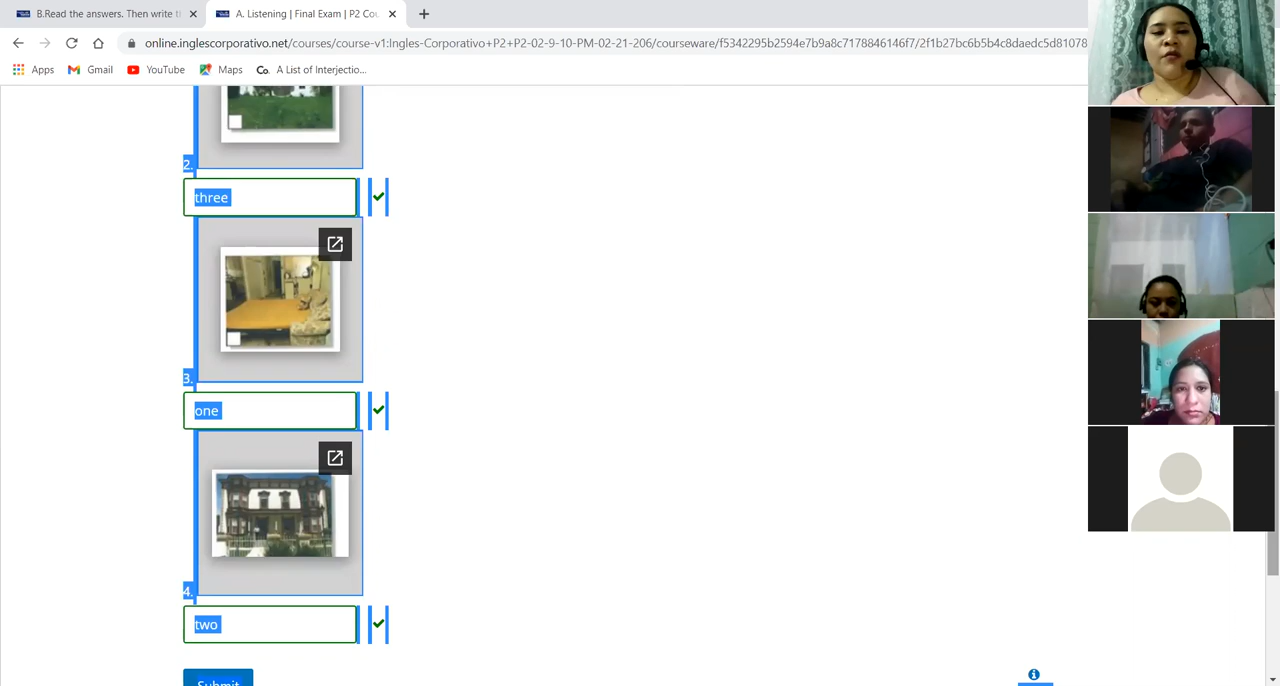 B.Read the answers. Then write t
A. Listening | Final Exam | P2 Cou
online.inglescorporativo.net/courses/course-v1:Ingles-Corporativo+P2+P2-02-9-10-PM-02-21-206/courseware/f5342295b2594e7b9a8c7178846146f7/2f1b27bc6b5b4c8daedc5d81078
Apps
Gmail
YouTube
Maps
Co.
A List of Interjectio...
2.
three
3.
one
4.
two
Submit